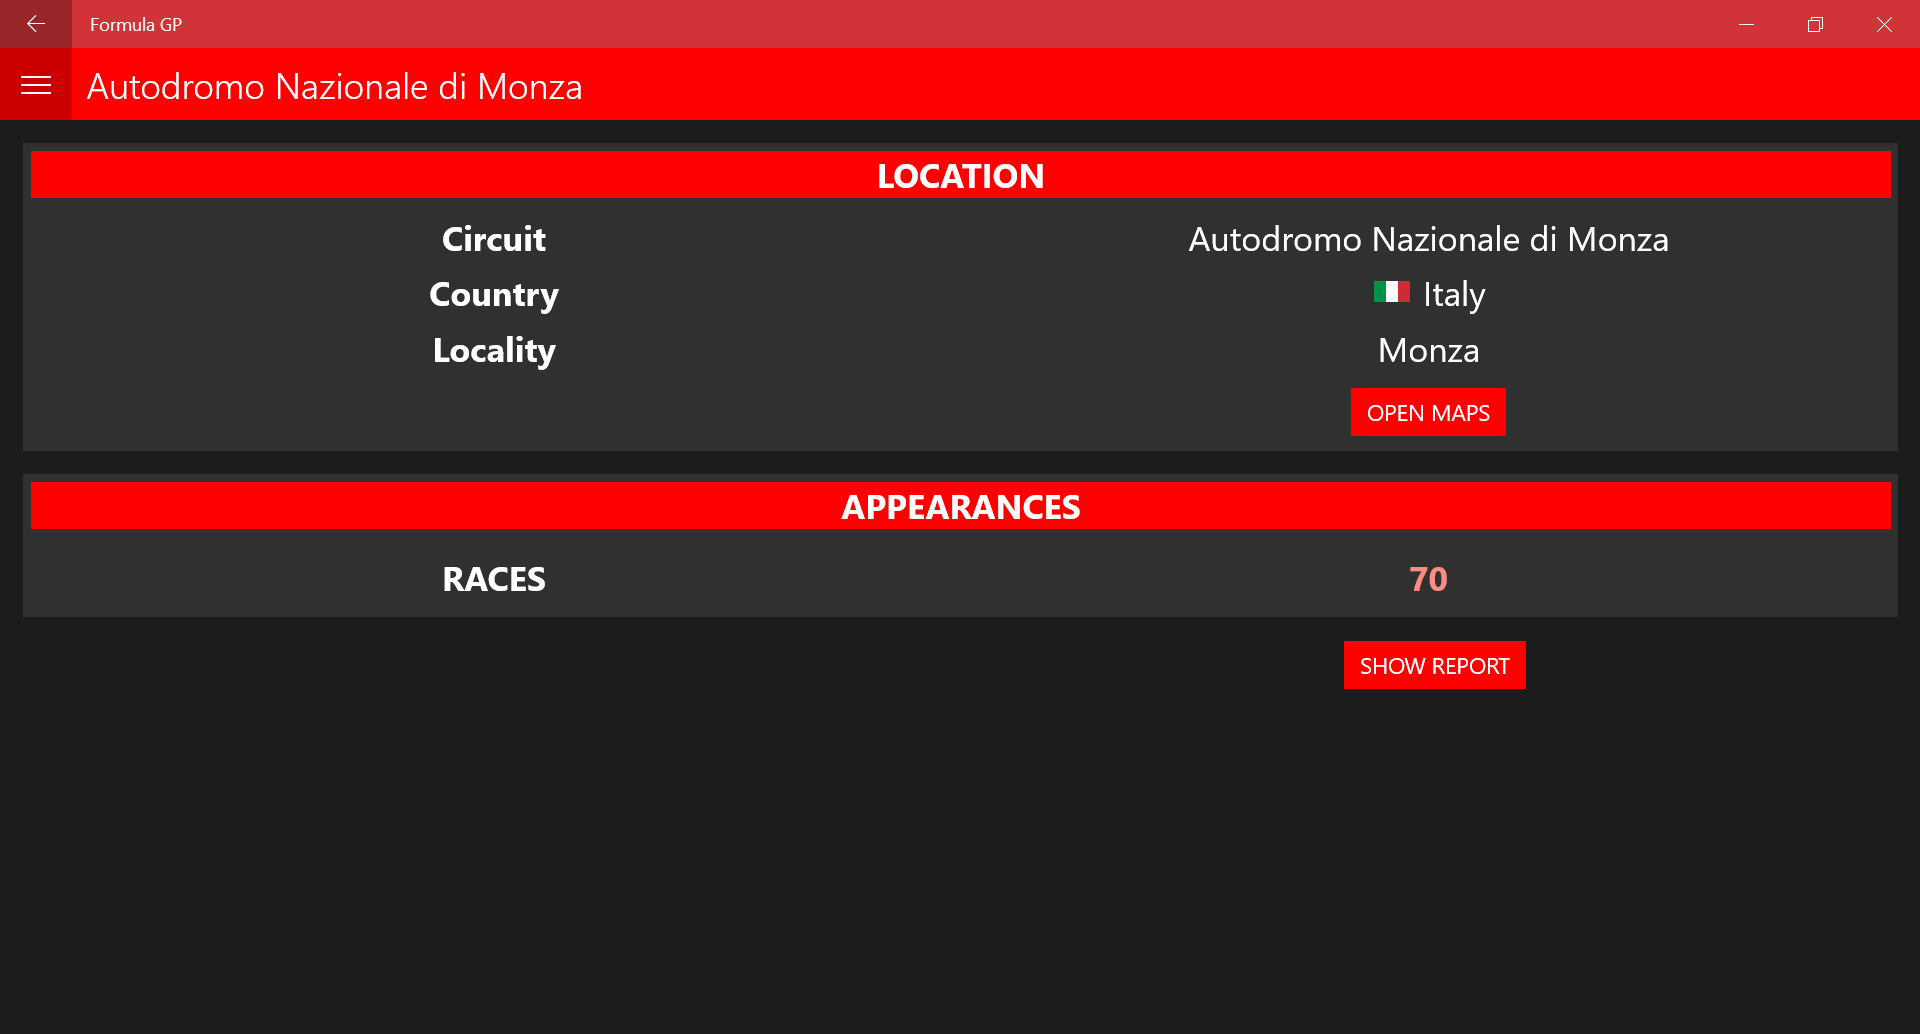 Formula GP
Autodromo Nazionale di Monza
LOCATION
Circuit Autodromo Nazionale di Monza
Country Italy
Locality Monza
OPEN MAPS
APPEARANCES
RACES 70
SHOW REPORT